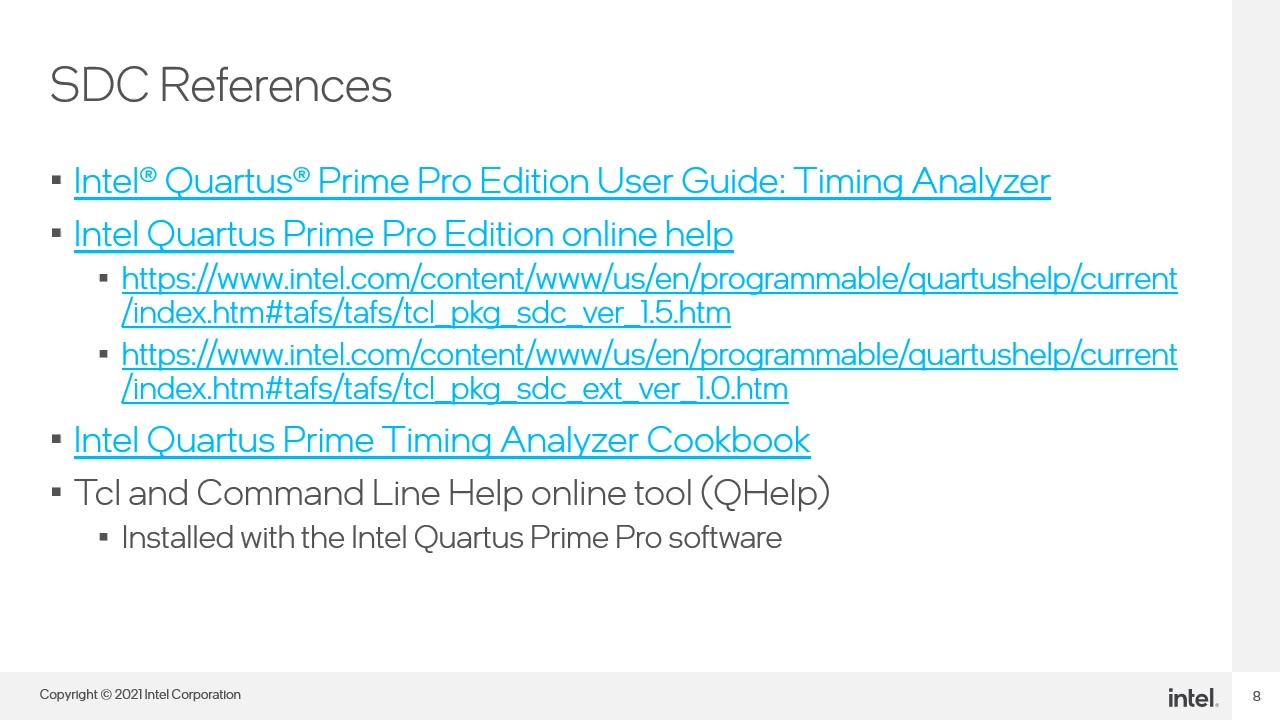 SDC References
▪ Intel® Quartus® Prime Pro Edition User Guide: Timing Analyzer
▪ Intel Quartus Prime Pro Edition online help
▪ https://www.intel.com/content/www/us/en/programmable/quartushelp/current
/index.htm#tafs/tafs/tcl_pkg_sdc_ver_1.5.htm
▪ https://www.intel.com/content/www/us/en/programmable/quartushelp/current
/index.htm#tafs/tafs/tcl_pkg_sdc_ext_ver_1.0.htm
▪ Intel Quartus Prime Timing Analyzer Cookbook
▪ Tcl and Command Line Help online tool (QHelp)
▪ Installed with the Intel Quartus Prime Pro software
Copyright © 2021 Intel Corporation
intel®
8